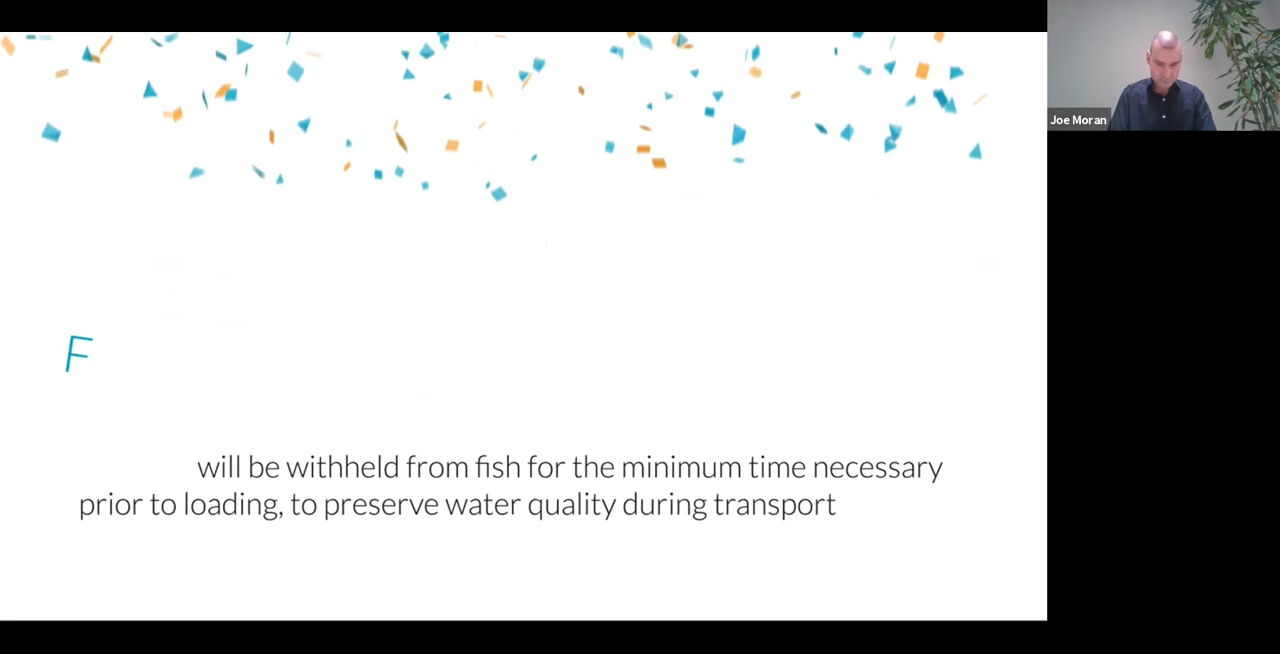 Joe Moran
F
will be withheld from fish for the minimum time necessary
prior to loading, to preserve water quality during transport